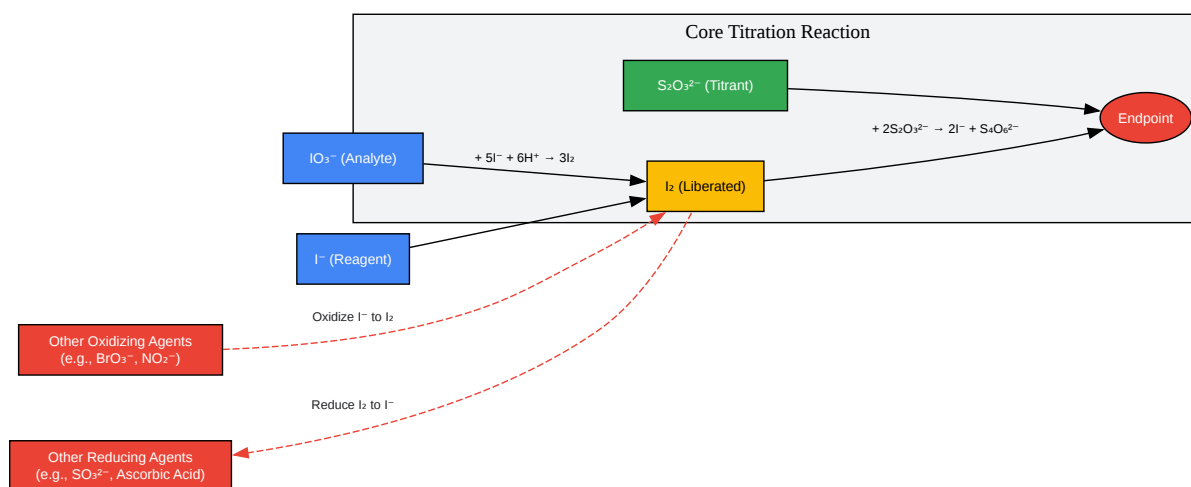 Core Titration Reaction
S₂O₃²⁻ (Titrant)
Endpoint
+ 2S₂O₃²⁻ → 2I⁻ + S₄O₆²⁻
IO₃⁻ (Analyte)
+ 5I⁻ + 6H⁺ → 3I₂
I₂ (Liberated)
I⁻ (Reagent)
Oxidize I⁻ to I₂
Other Oxidizing Agents
(e.g., BrO₃⁻, NO₂⁻)
Reduce I₂ to I⁻
Other Reducing Agents
(e.g., SO₃²⁻, Ascorbic Acid)